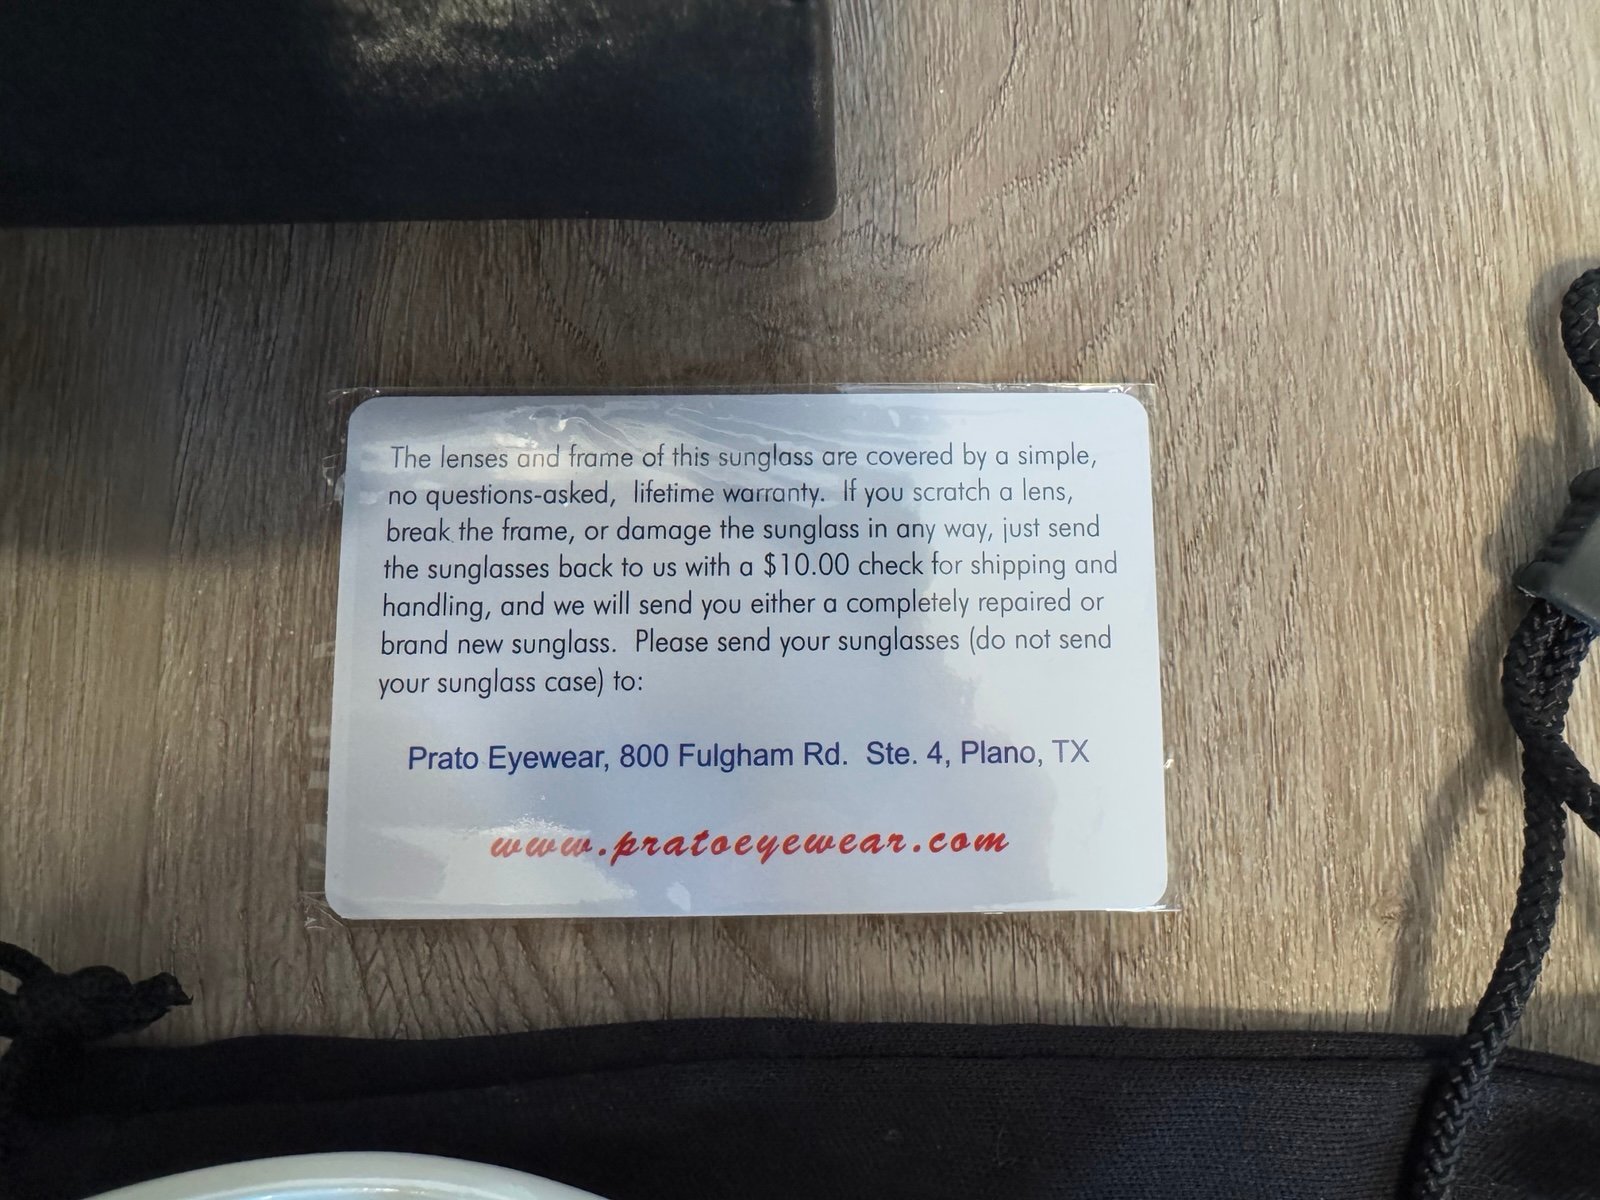 The lenses and frame of this sunglass are covered by a simple,
no questions-asked,  lifetime warranty.  If you scratch a lens,
break the frame, or damage the sunglass in any way, just send
the sunglasses back to us with a $10.00 check for shipping and
handling, and we will send you either a completely repaired or
brand new sunglass.  Please send your sunglasses (do not send
your sunglass case) to:
Prato Eyewear, 800 Fulgham Rd.  Ste. 4, Plano, TX
www.pratoeyewear.com